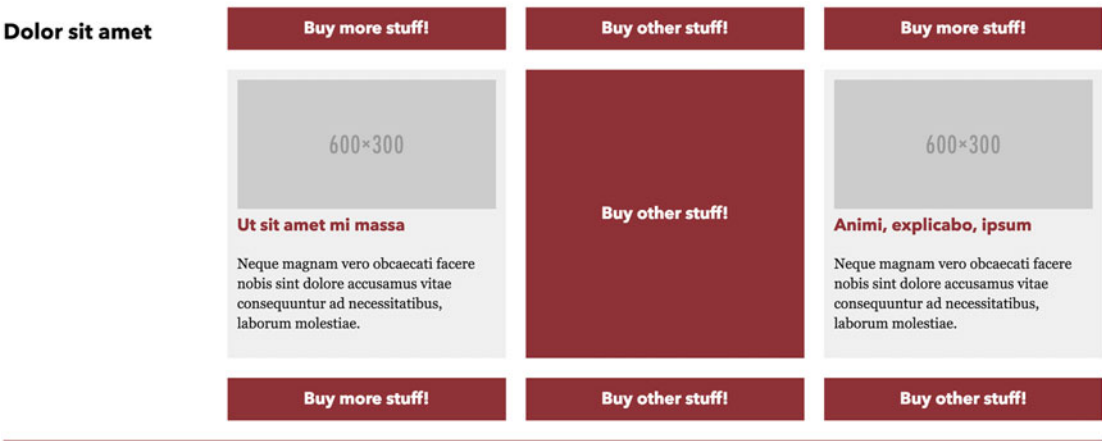 Dolor sit amet
Buy more stuff!
Buy other stuff!
Buy more stuff!
600×300
Ut sit amet mi massa
Neque magnam vero obcaecati facere
nobis sint dolore accusamus vitae
consequuntur ad necessitatibus,
laborum molestiae.
Buy other stuff!
600×300
Animi, explicabo, ipsum
Neque magnam vero obcaecati facere
nobis sint dolore accusamus vitae
consequuntur ad necessitatibus,
laborum molestiae.
Buy more stuff!
Buy other stuff!
Buy other stuff!